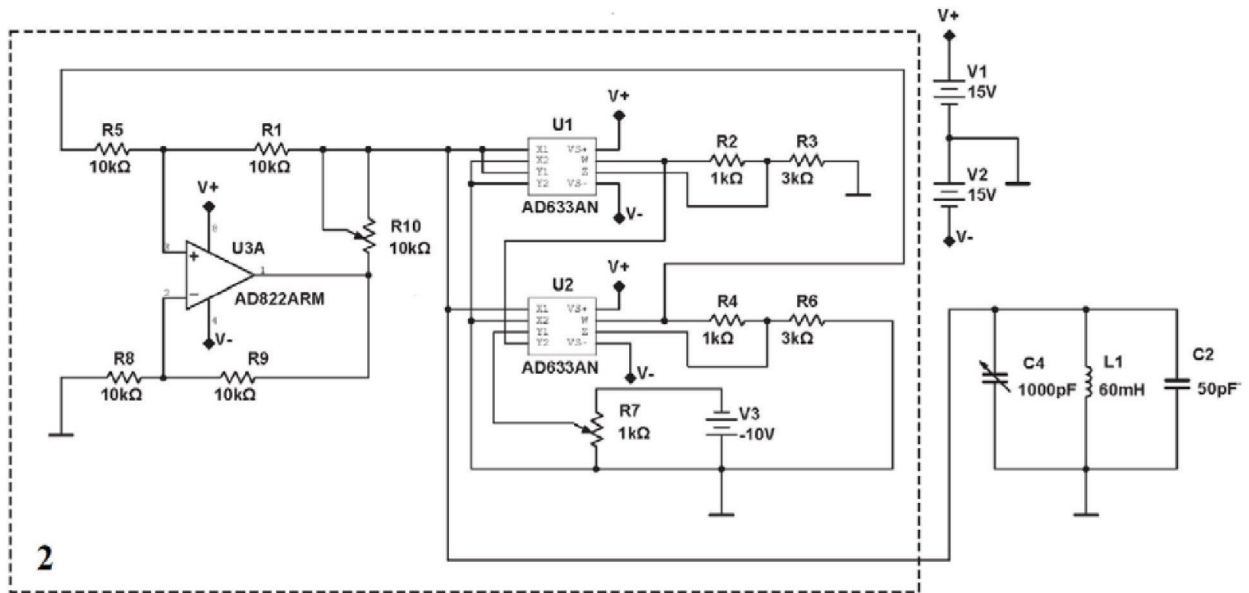 V+
V1
15V
V2
15V
V-
R5
10kΩ
R1
10kΩ
V+
U1
X1
X2
Y1
Y2
VS+
W
Z
VS-
AD633AN
V-
R2
1kΩ
R3
3kΩ
V+
8
3
U3A
1
2
AD822ARM
4
V-
R10
10kΩ
V+
U2
X1
X2
Y1
Y2
VS+
W
Z
VS-
AD633AN
V-
R4
1kΩ
R6
3kΩ
R8
10kΩ
R9
10kΩ
R7
1kΩ
V3
-10V
C4
1000pF
L1
60mH
C2
50pF
2